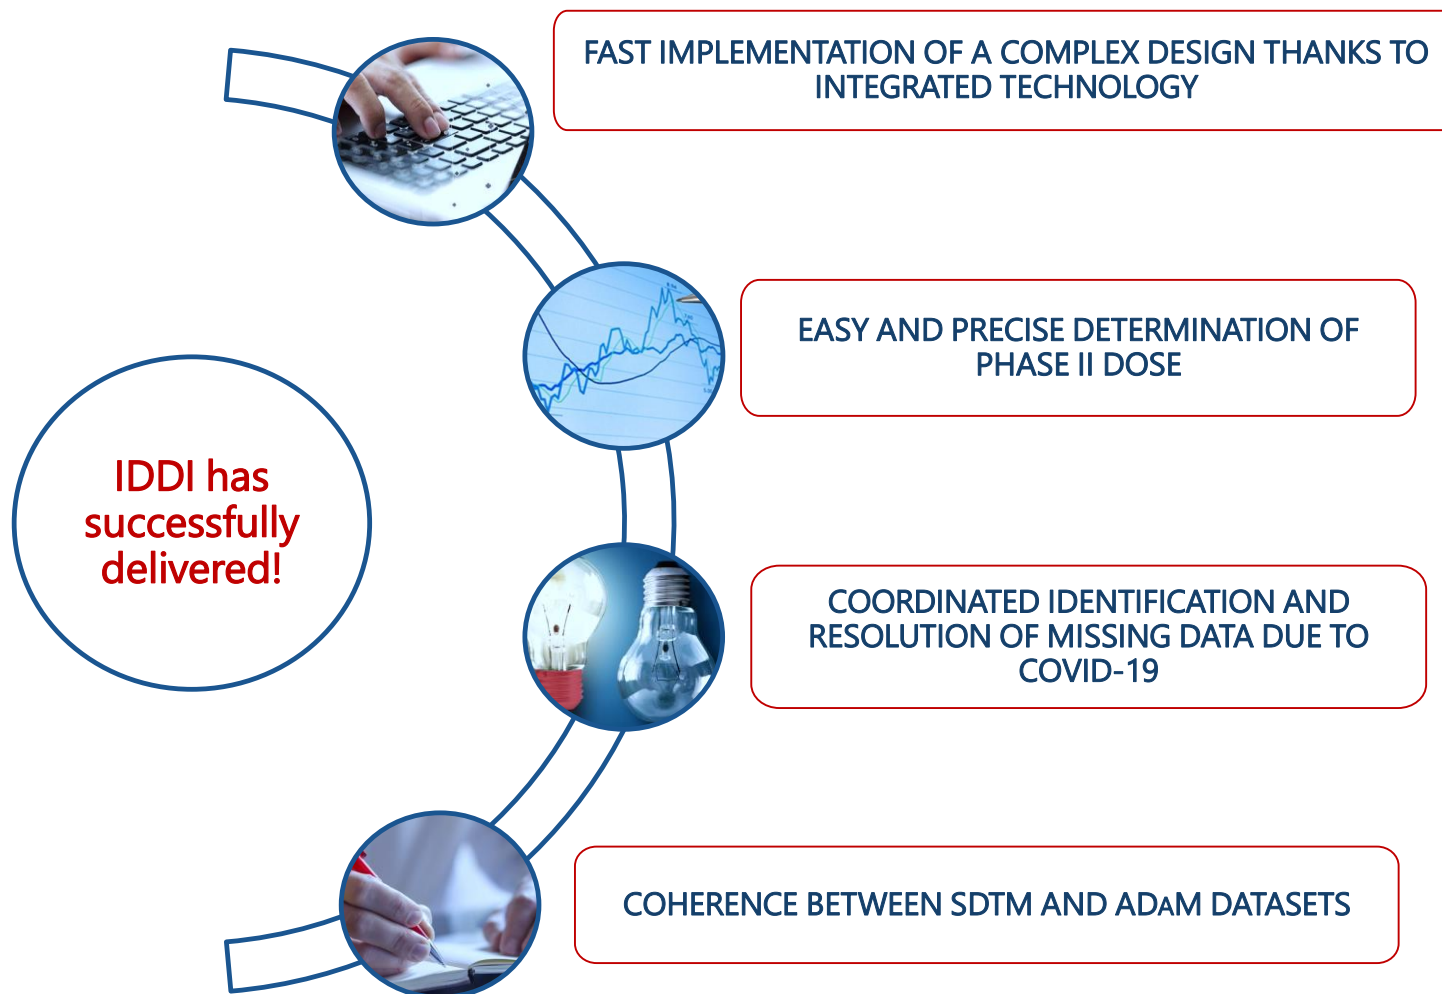 FAST IMPLEMENTATION OF A COMPLEX DESIGN THANKS TO
INTEGRATED TECHNOLOGY
EASY AND PRECISE DETERMINATION OF
PHASE II DOSE
IDDI has
successfully
delivered!
COORDINATED IDENTIFICATION AND
RESOLUTION OF MISSING DATA DUE TO
COVID-19
COHERENCE BETWEEN SDTM AND ADAM DATASETS